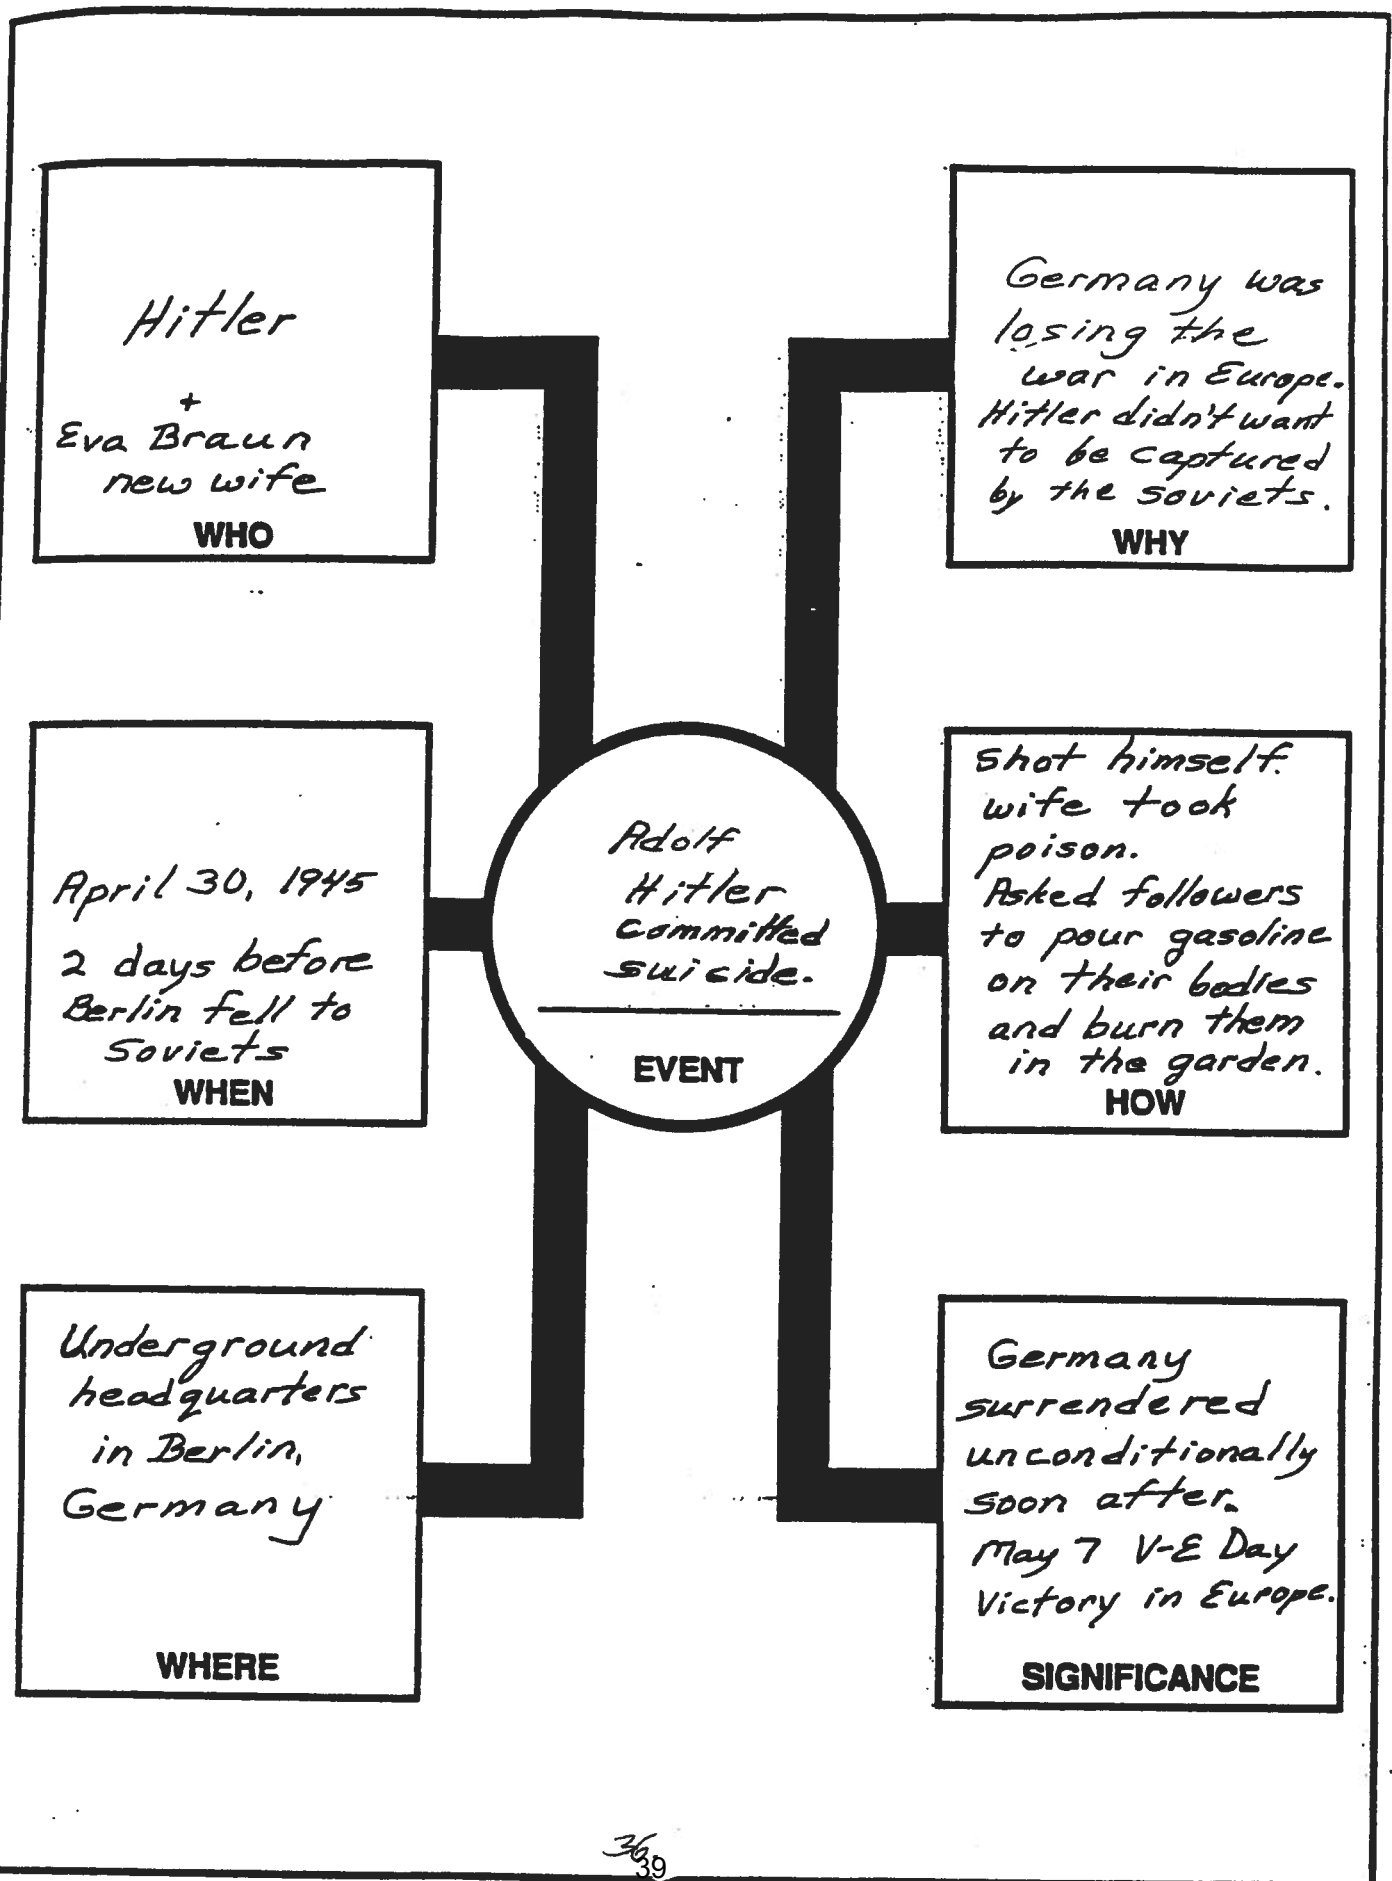 Hitler
+
Eva Braun
new wife
WHO
Germany was
losing the
war in Europe.
Hitler didn't want
to be captured
by the soviets.
WHY
April 30, 1945
2 days before
Berlin fell to
Soviets
WHEN
Adolf
Hitler
committed
suicide.
EVENT
Shot himself.
wife took
poison.
Asked followers
to pour gasoline
on their bodies
and burn them
in the garden.
HOW
Underground
headquarters
in Berlin,
Germany
WHERE
Germany
surrendered
unconditionally
soon after.
May 7 V-E Day
Victory in Europe.
SIGNIFICANCE
36
39